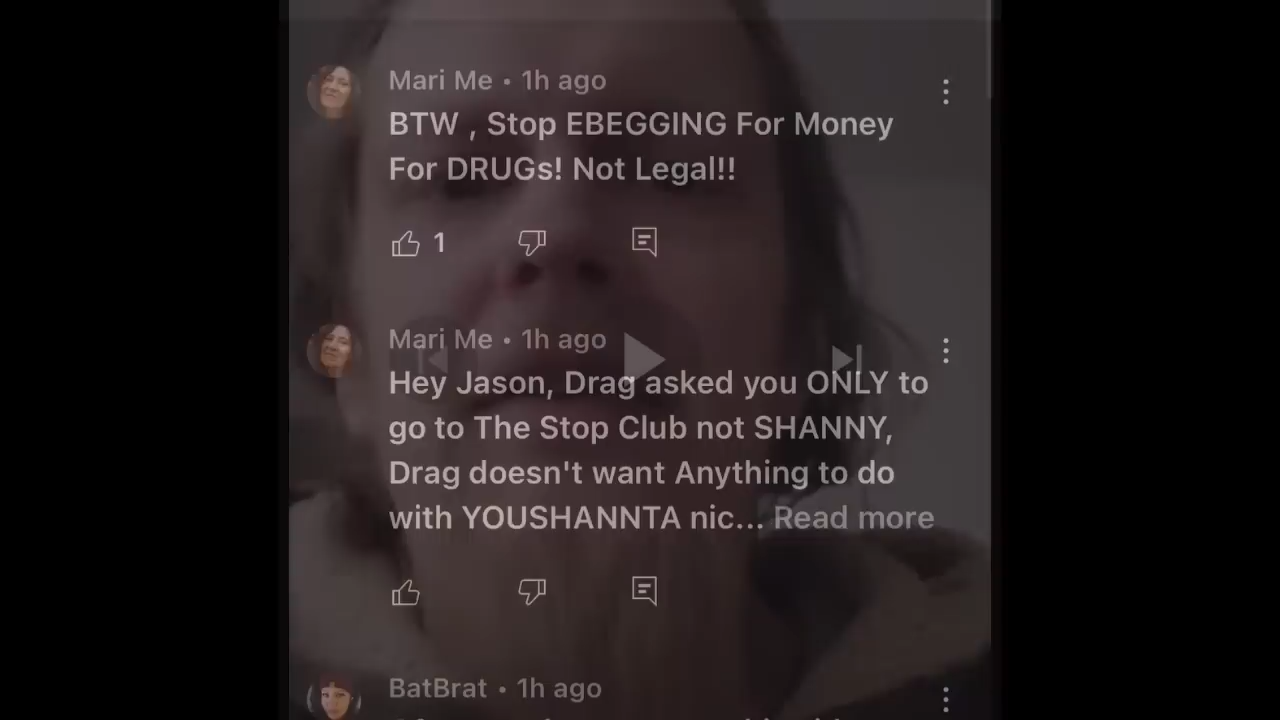 Mari Me • 1h ago
BTW , Stop EBEGGING For Money
For DRUGs! Not Legal!!
1
Mari Me • 1h ago
Hey Jason, Drag asked you ONLY to
go to The Stop Club not SHANNY,
Drag doesn't want Anything to do
with YOUSHANNTA nic... Read more
BatBrat • 1h ago